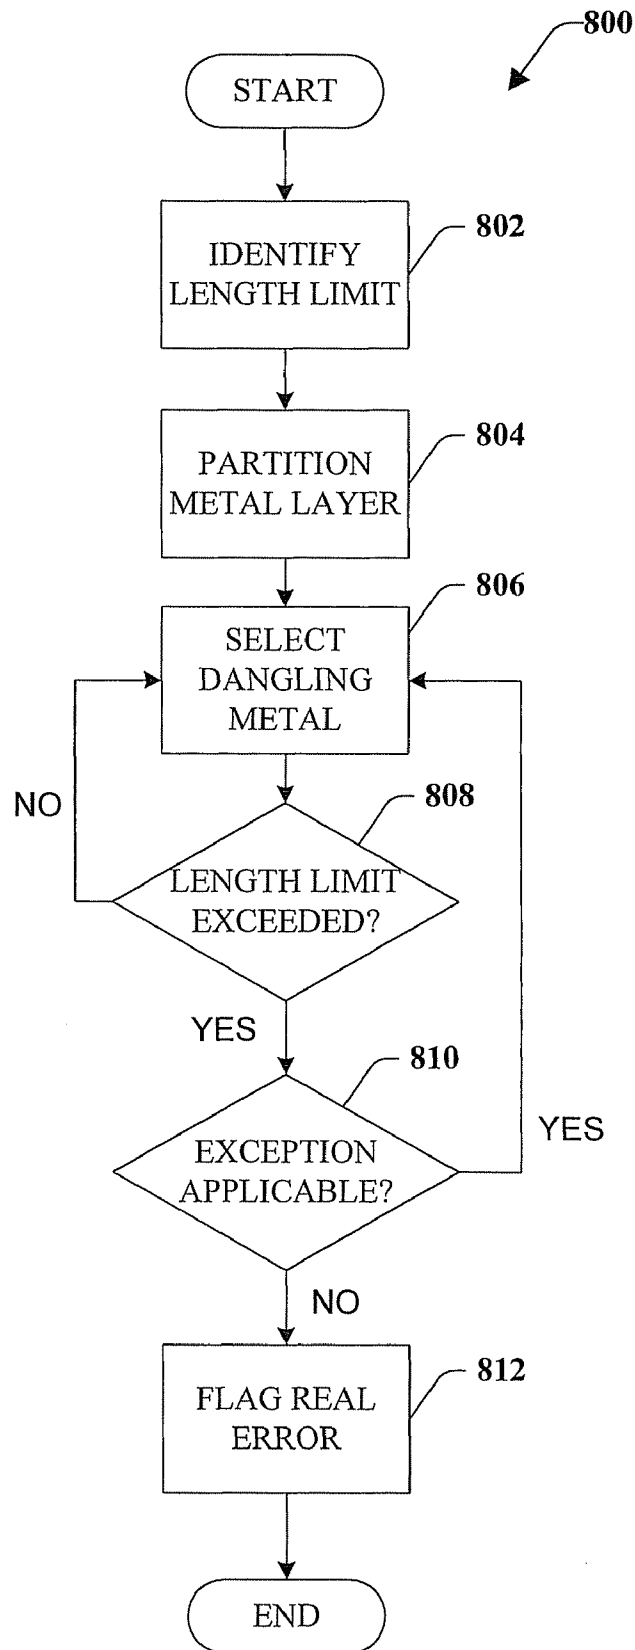 800
START
802
IDENTIFY
LENGTH LIMIT
804
PARTITION
METAL LAYER
806
SELECT
DANGLING
METAL
NO
808
LENGTH LIMIT
EXCEEDED?
YES
810
EXCEPTION
APPLICABLE?
YES
NO
812
FLAG REAL
ERROR
END